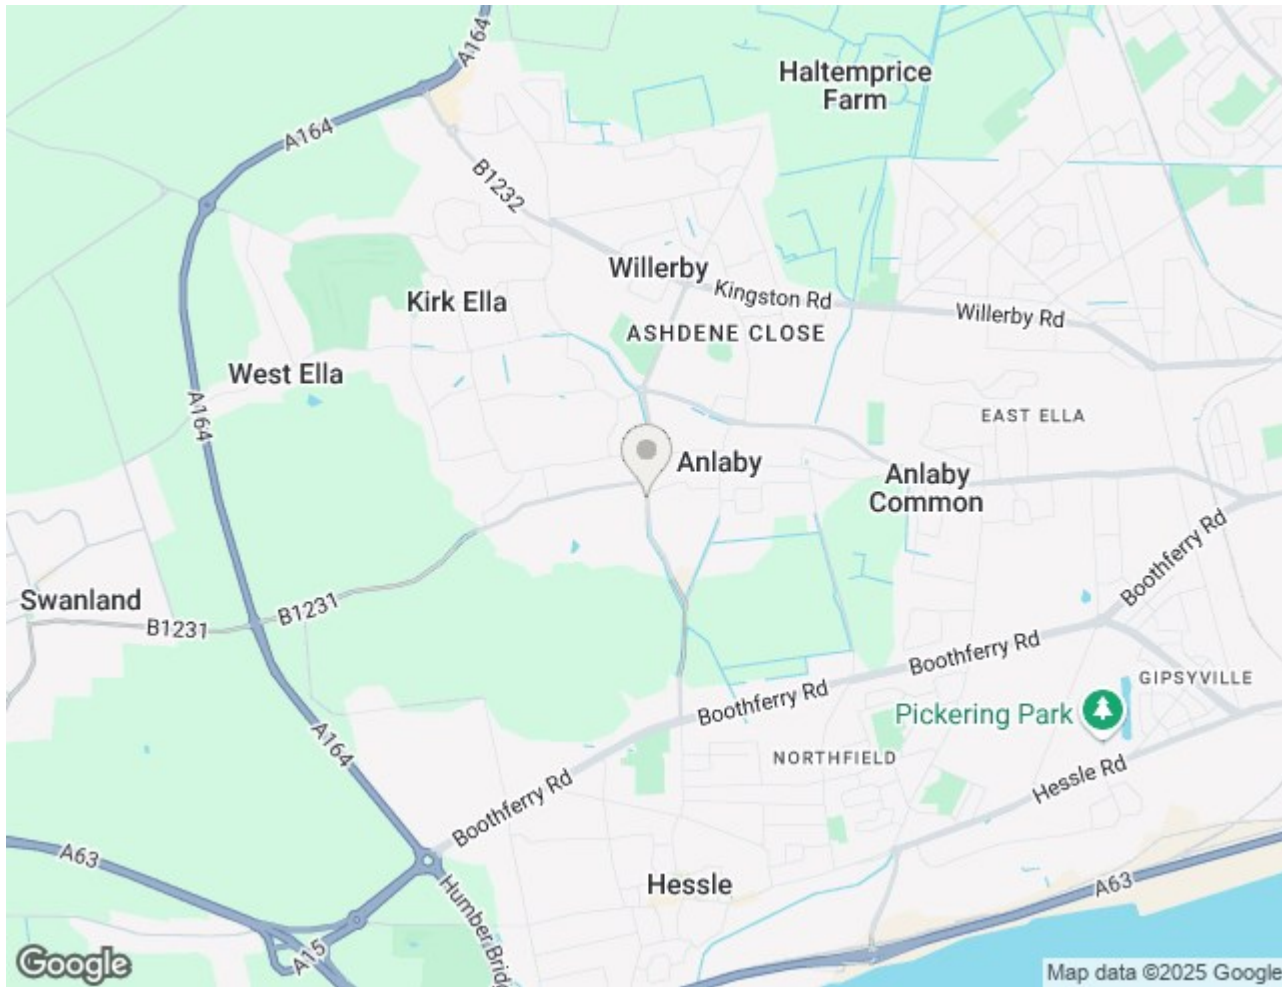 A164
Haltemprice
Farm
A164
B1232
Willerby
Kingston Rd
Kirk Ella
Willerby Rd
ASHDENE CLOSE
West Ella
A164
EAST ELLA
Anlaby
Anlaby
Common
Boothferry Rd
Swanland
B1231
B1231
Boothferry Rd
GIPSYVILLE
Boothferry Rd
Pickering Park
A164
NORTHFIELD
Hessle Rd
Boothferry Rd
A63
Hessle
A63
Humber Bridg
A15
Google
Map data ©2025 Google